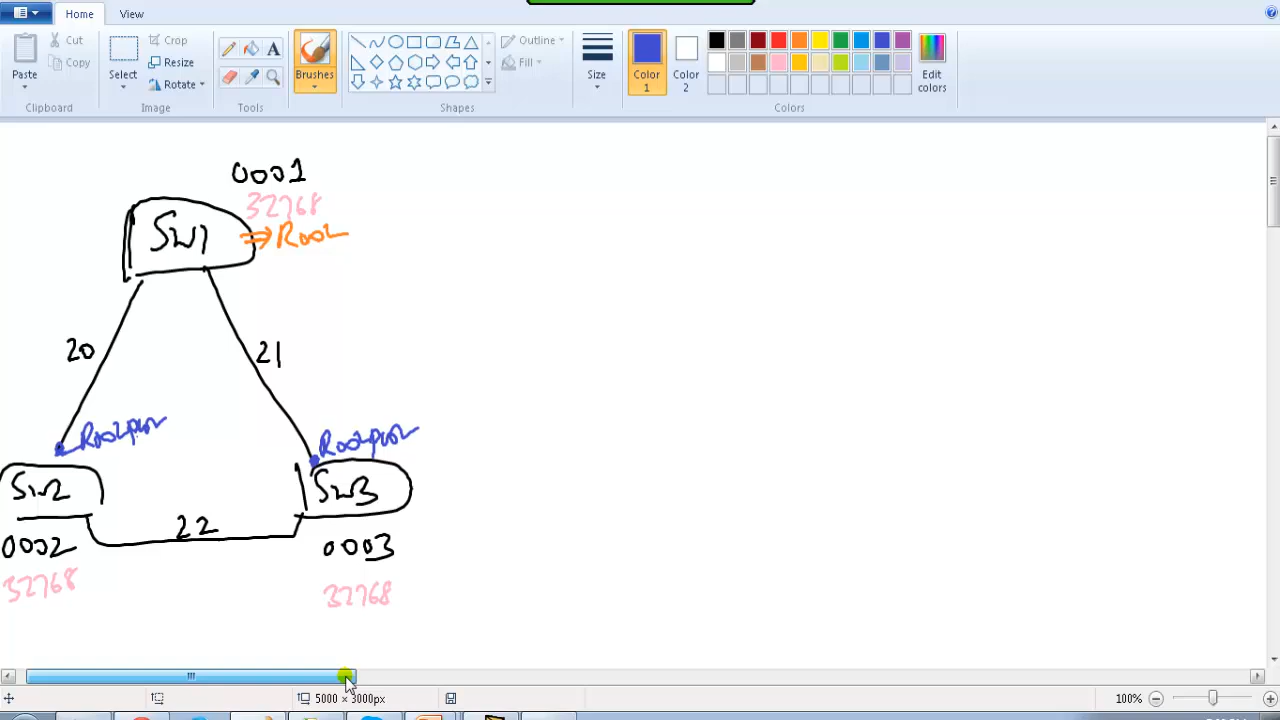 Home View
Cut
Copy
Paste
Clipboard
Crop
Resize
Rotate
Select
Image
Tools
Brushes
Shapes
Outline
Fill
Size
Color 1
Color 2
Edit colors
Colors
0001
32768
SW1
⇒ Root
20
21
Rootport
Rootport
SW2
SW3
22
0002
0003
32768
32768
5000 × 3000px
100%